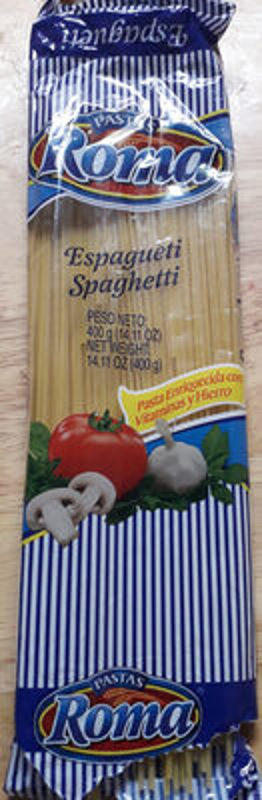 Espagueti
PASTAS
Roma
Espagueti
Spaghetti
PESO NETO:
400 g (14.11 OZ)
NET WEIGHT:
14.11 OZ (400 g)
Pasta Enriquecida con
Vitaminas y Hierro
PASTAS
Roma